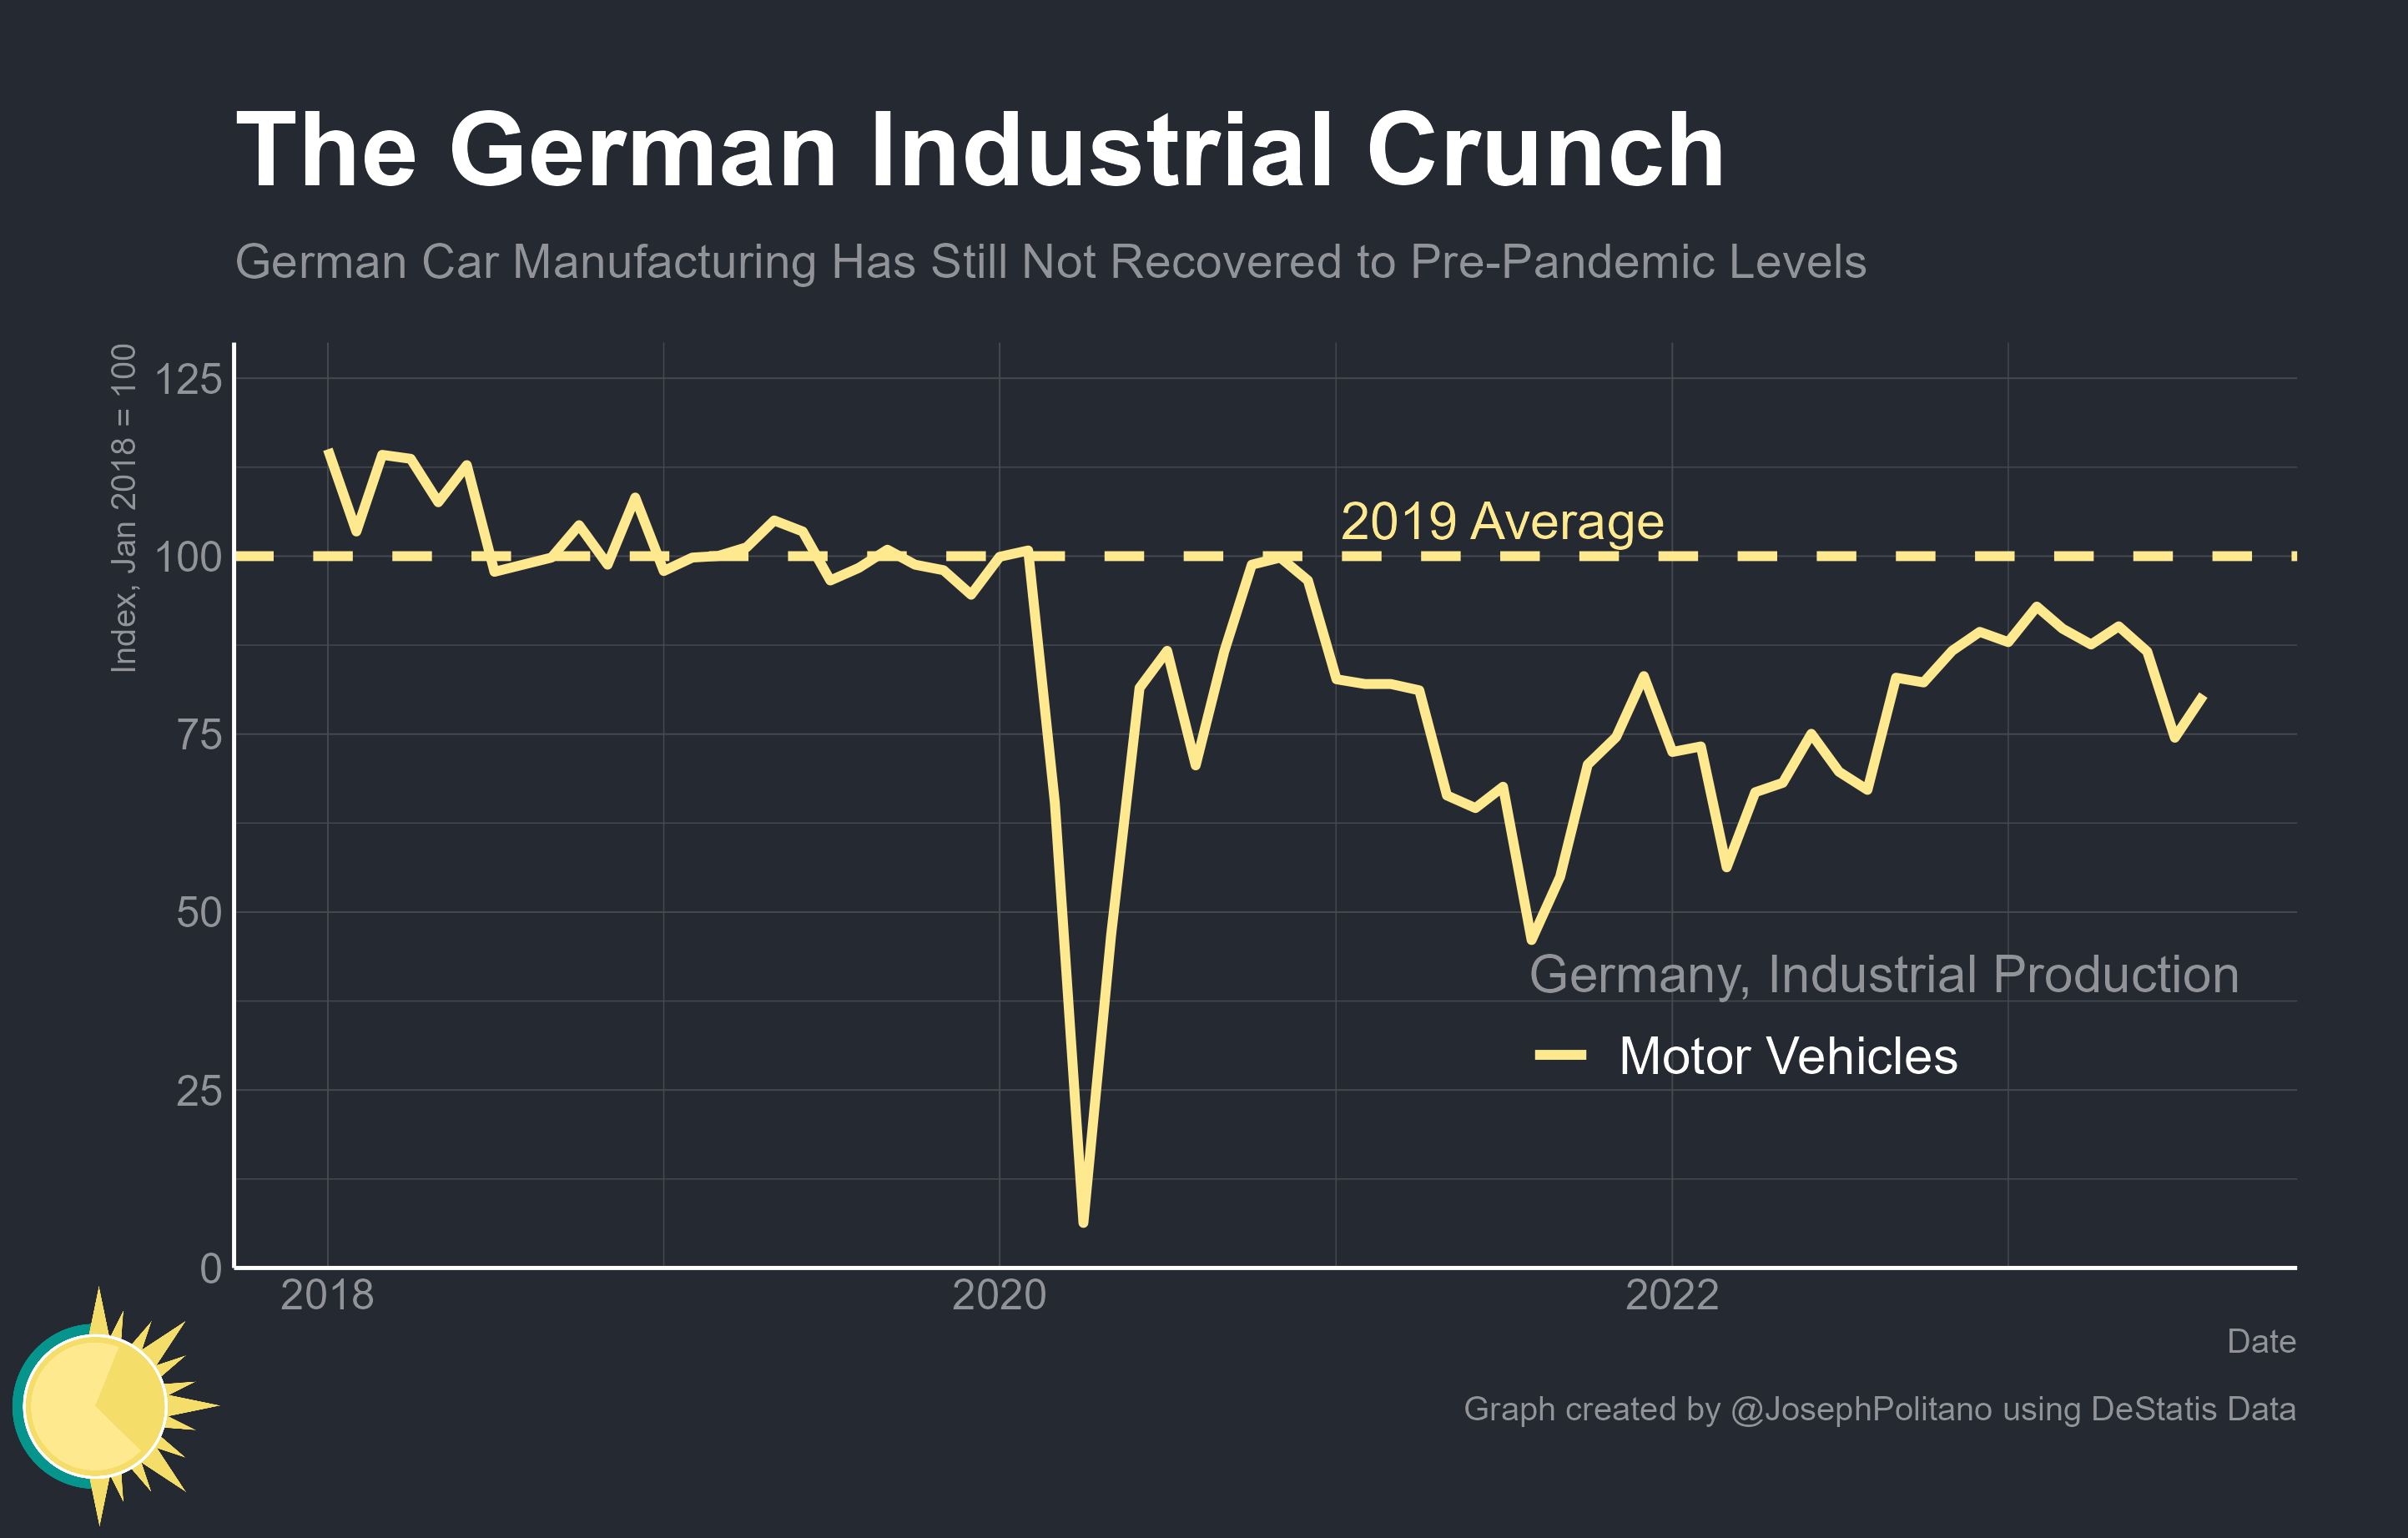 The German Industrial Crunch
German Car Manufacturing Has Still Not Recovered to Pre-Pandemic Levels
Index, Jan 2018 = 100
125
100
75
50
25
0
2019 Average
Germany, Industrial Production
Motor Vehicles
2018
2020
2022
Date
Graph created by @JosephPolitano using DeStatis Data